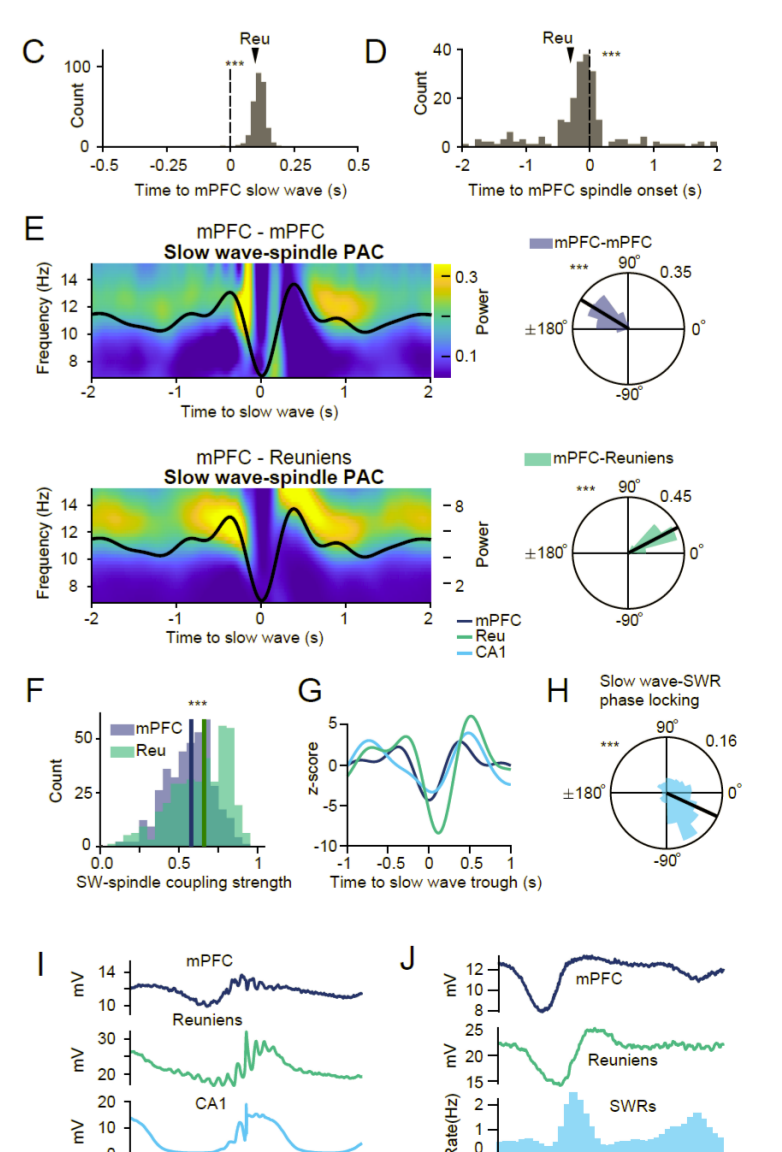 C
Reu
***
100
Count
0
-0.5
-0.25
0
0.25
0.5
Time to mPFC slow wave (s)
D
Reu
***
40
20
0
Count
-2
-1
0
1
2
Time to mPFC spindle onset (s)
E
mPFC - mPFC
Slow wave-spindle PAC
Frequency (Hz)
14
12
10
8
-2
-1
0
1
2
Time to slow wave (s)
0.3
0.1
Power
mPFC-mPFC
***
90°
0.35
±180°
0°
-90°
mPFC - Reuniens
Slow wave-spindle PAC
Frequency (Hz)
14
12
10
8
-2
-1
0
1
2
Time to slow wave (s)
8
2
Power
mPFC-Reuniens
***
90°
0.45
±180°
0°
-90°
mPFC
Reu
CA1
F
***
mPFC
Reu
50
25
0
Count
0.0
0.5
1
SW-spindle coupling strength
G
5
0
-5
-10
z-score
-1
-0.5
0
0.5
1
Time to slow wave trough (s)
H
Slow wave-SWR
phase locking
***
90°
0.16
±180°
0°
-90°
I
mPFC
14
10
mV
Reuniens
30
20
mV
CA1
20
10
0
mV
J
12
10
8
mV
mPFC
25
20
15
mV
Reuniens
SWRs
2
1
0
Rate(Hz)